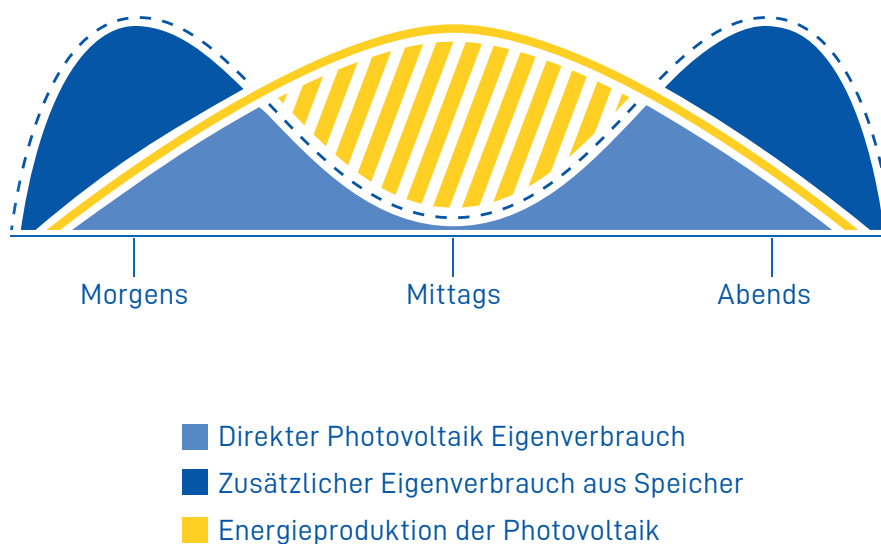 Morgens Mittags Abends
Direkter Photovoltaik Eigenverbrauch
Zusätzlicher Eigenverbrauch aus Speicher
Energieproduktion der Photovoltaik